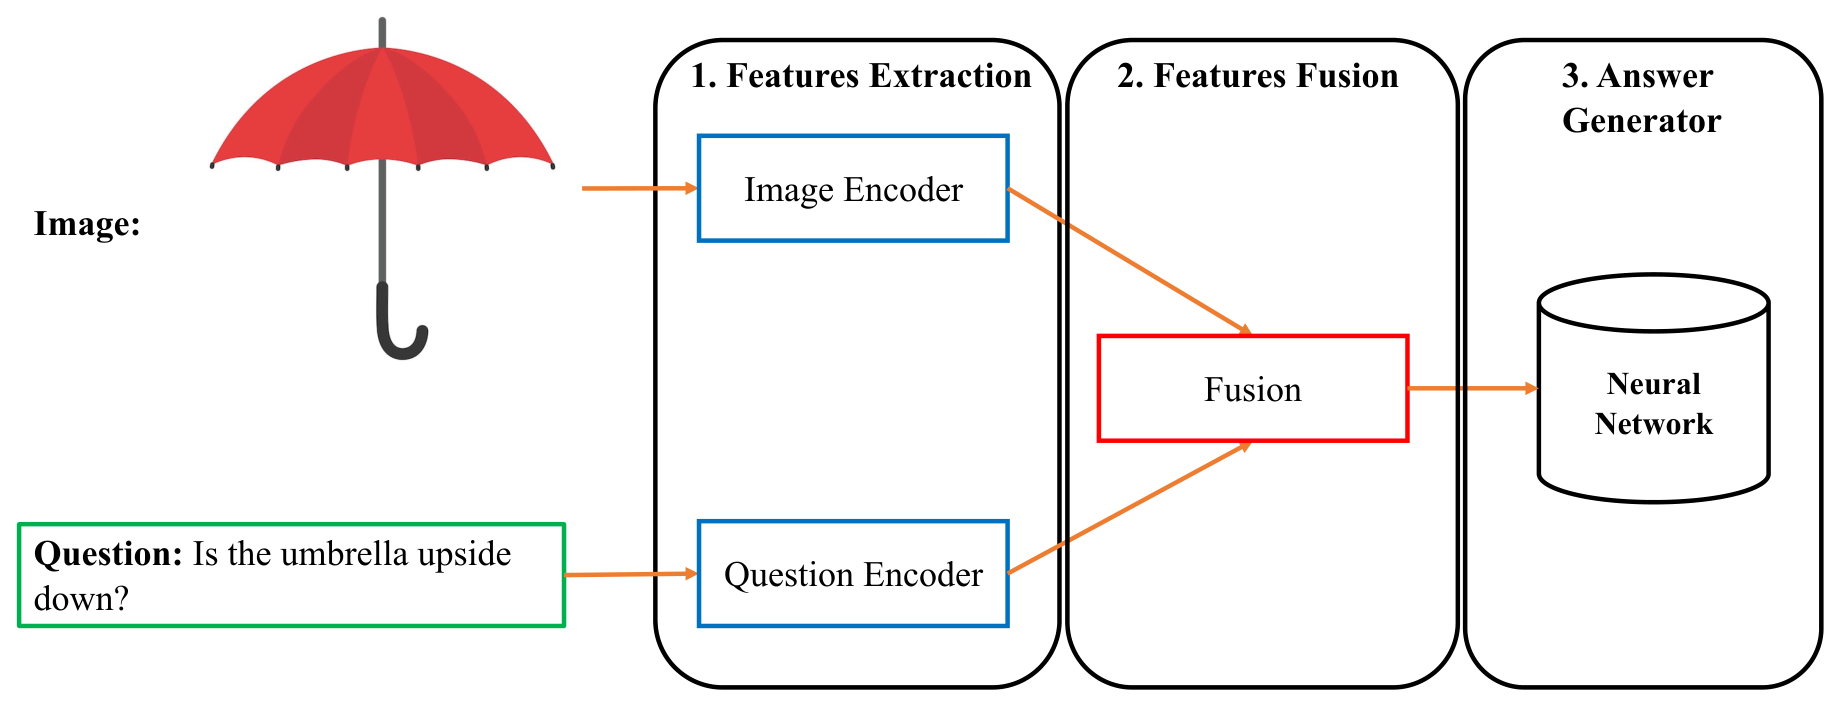 Image:
Question: Is the umbrella upside
down?
1. Features Extraction
Image Encoder
Question Encoder
2. Features Fusion
Fusion
3. Answer
Generator
Neural
Network